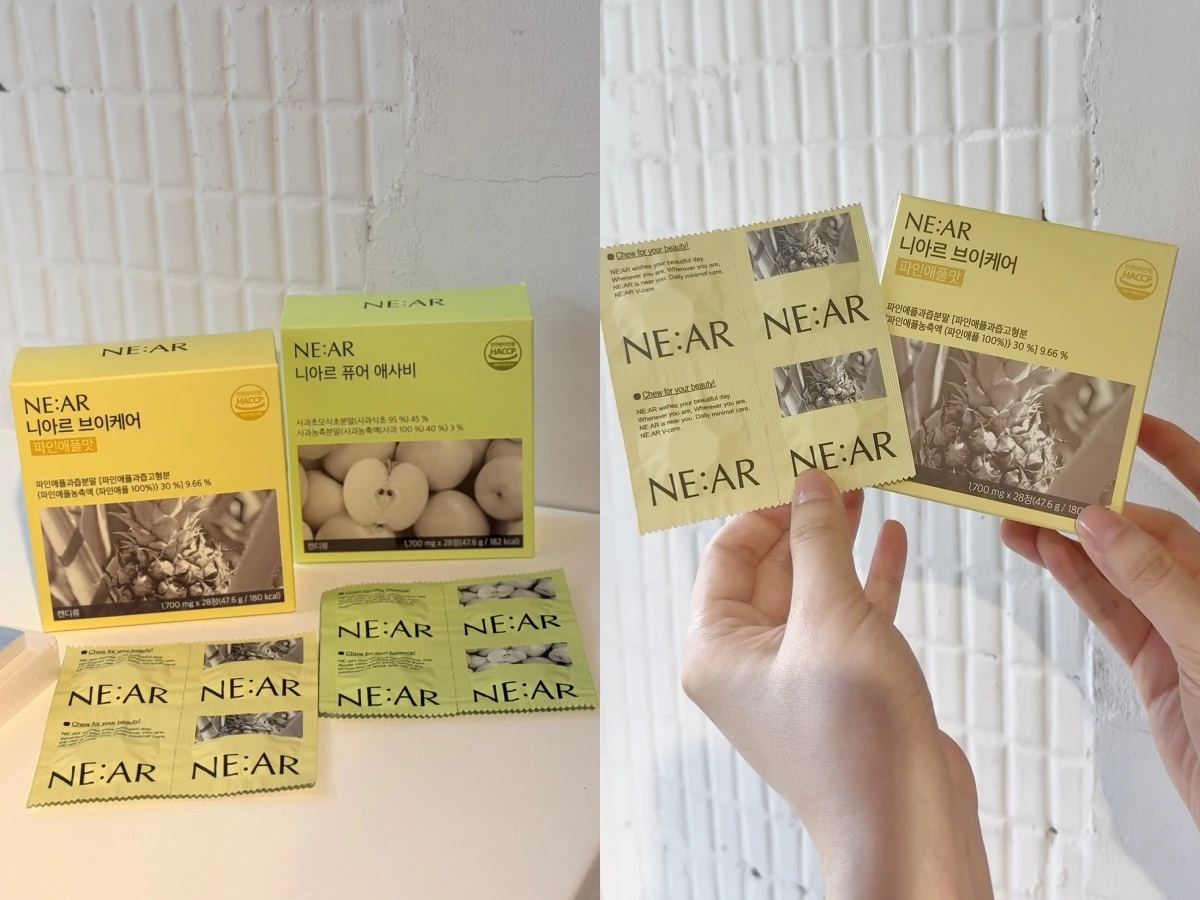 NE:AR
NE:AR
니아르 브이케어
파인애플맛
HACCP
파인애플과즙분말 [파인애플과즙고형분
{파인애플농축액 (파인애플 100%)} 30 %] 9.66 %
캔디류
1,700 mg x 28정(47.6 g / 180 kcal)
NE:AR
NE:AR
니아르 퓨어 애사비
HACCP
사과초모식초분말(사과식초 95 %) 45 %
사과농축분말(사과농축액(사과 100 %) 40 %) 3 %
캔디류
1,700 mg x 28정(47.6 g / 182 kcal)
Chew for your beauty!
NE:AR
NE:AR
Chew for your beauty!
NE:AR
NE:AR
NE:AR
NE:AR
NE:AR
NE:AR
Chew for your beauty!
NE:AR wishes your beautiful day.
Whenever you are, Wherever you are,
NE:AR is near you. Daily minimal care,
NE:AR V-care.
NE:AR
NE:AR
Chew for your beauty!
NE:AR wishes your beautiful day.
Whenever you are, Wherever you are,
NE:AR is near you. Daily minimal care,
NE:AR V-care.
NE:AR
NE:AR
NE:AR
니아르 브이케어
파인애플맛
HACCP
파인애플과즙분말 [파인애플과즙고형분
파인애플농축액 (파인애플 100%)} 30 %] 9.66 %
1,700 mg x 28정(47.6 g / 180